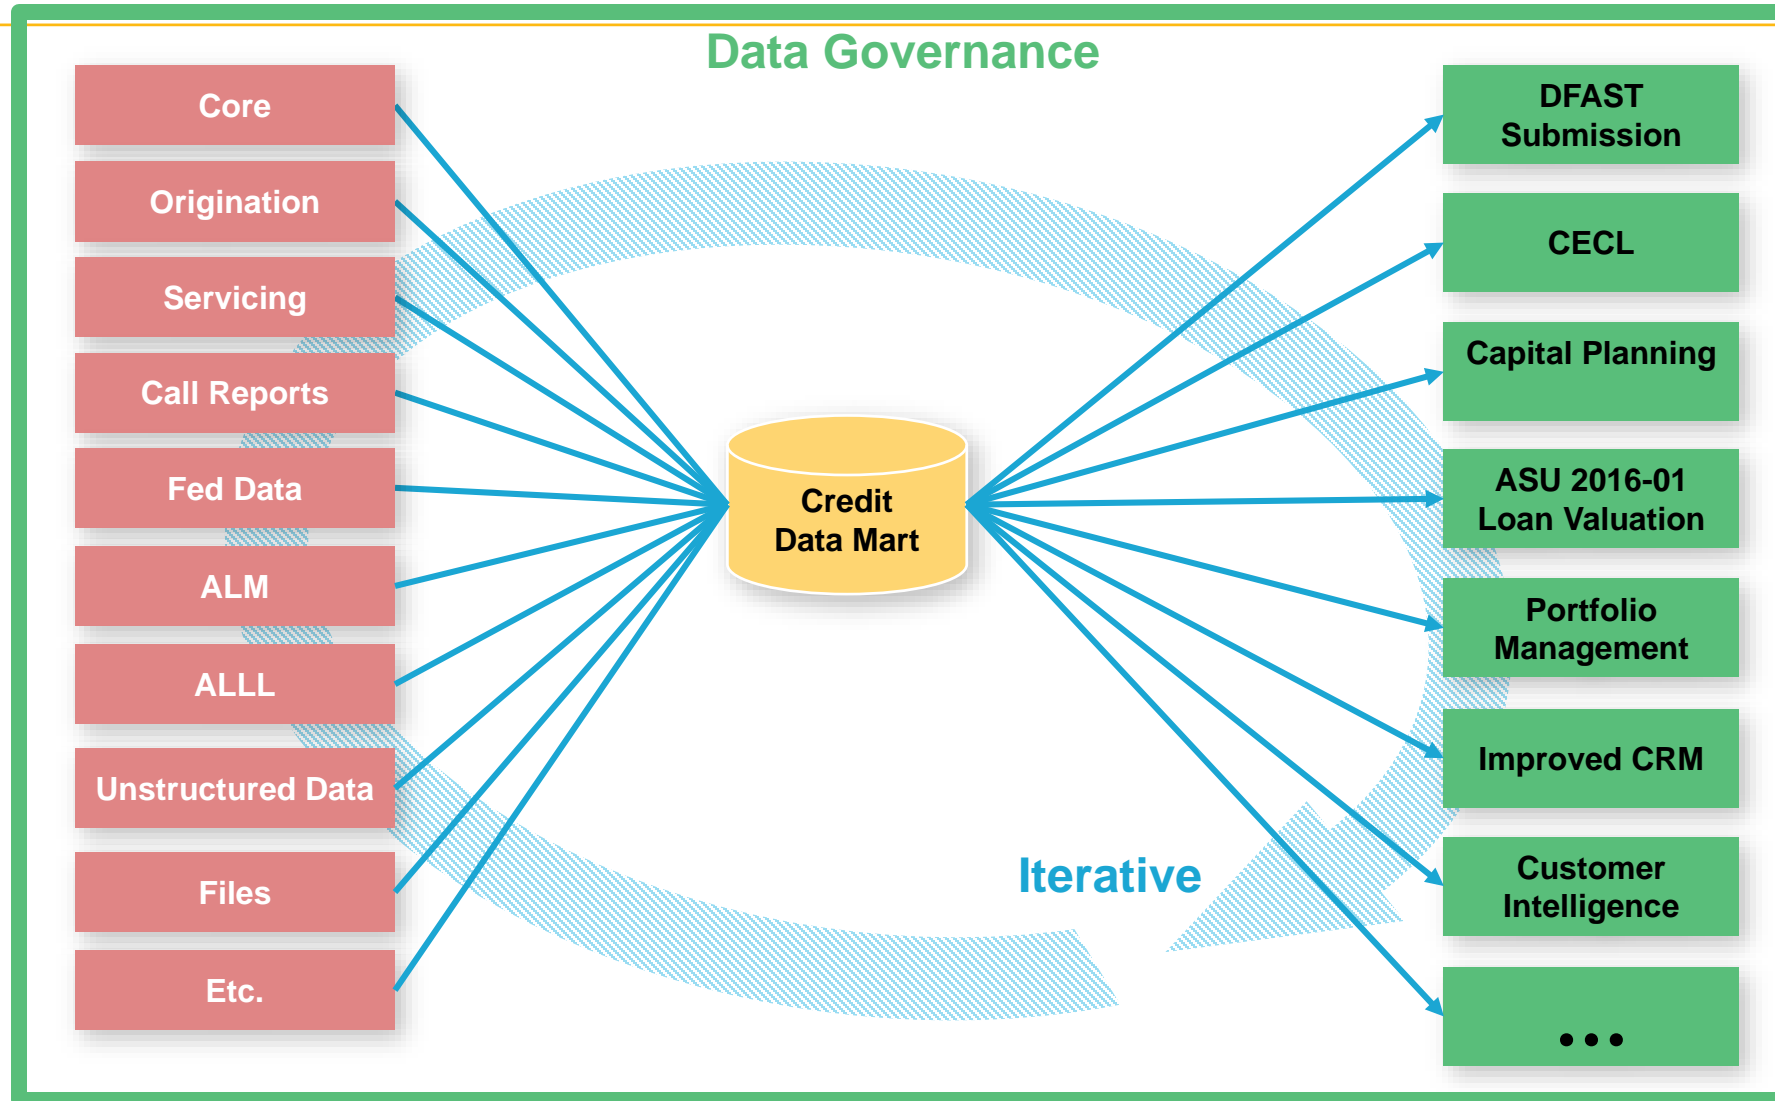 Data Governance
Core
Origination
Servicing
Call Reports
Fed Data
ALM
ALLL
Unstructured Data
Files
Etc.
Credit
Data Mart
Iterative
DFAST
Submission
CECL
Capital Planning
ASU 2016-01
Loan Valuation
Portfolio
Management
Improved CRM
Customer
Intelligence
...